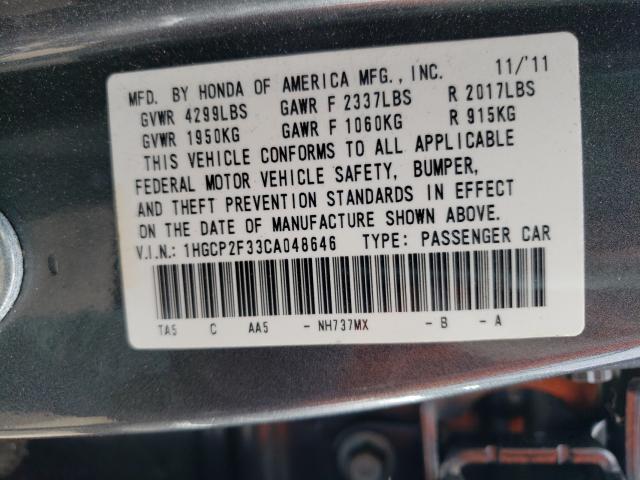 MFD. BY HONDA OF AMERICA MFG., INC. 11/'11
GVWR 4299LBS GAWR F 2337LBS R 2017LBS
GVWR 1950KG GAWR F 1060KG R 915KG
THIS VEHICLE CONFORMS TO ALL APPLICABLE
FEDERAL MOTOR VEHICLE SAFETY, BUMPER,
AND THEFT PREVENTION STANDARDS IN EFFECT
ON THE DATE OF MANUFACTURE SHOWN ABOVE.
V.I.N.: 1HGCP2F33CA048646 TYPE: PASSENGER CAR
TA5 C AA5 - NH737MX - B - A